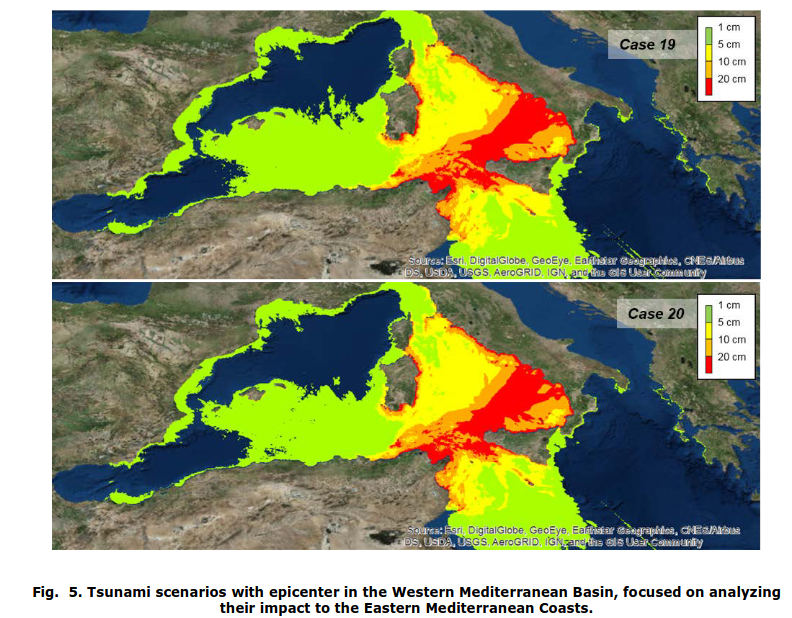 Case 19
1 cm
5 cm
10 cm
20 cm
Source: Esri, DigitalGlobe, GeoEye, Earthstar Geographics, CNES/Airbus
DS, USDA, USGS, AeroGRID, IGN, and the GIS User Community
Case 20
1 cm
5 cm
10 cm
20 cm
Source: Esri, DigitalGlobe, GeoEye, Earthstar Geographics, CNES/Airbus
DS, USDA, USGS, AeroGRID, IGN, and the GIS User Community
Fig. 5. Tsunami scenarios with epicenter in the Western Mediterranean Basin, focused on analyzing
their impact to the Eastern Mediterranean Coasts.